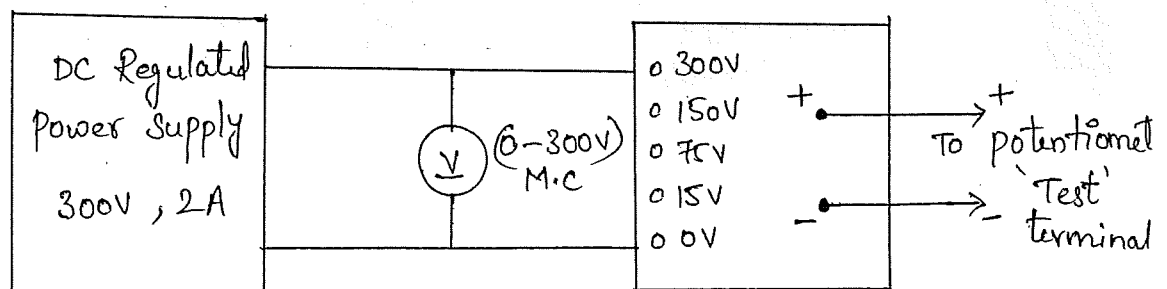 DC Regulated
Power Supply
300V , 2A
V
(0-300V)
M.C
300V
150V
75V
15V
0V
+
-
+
To potentiomet
'Test'
-
terminal